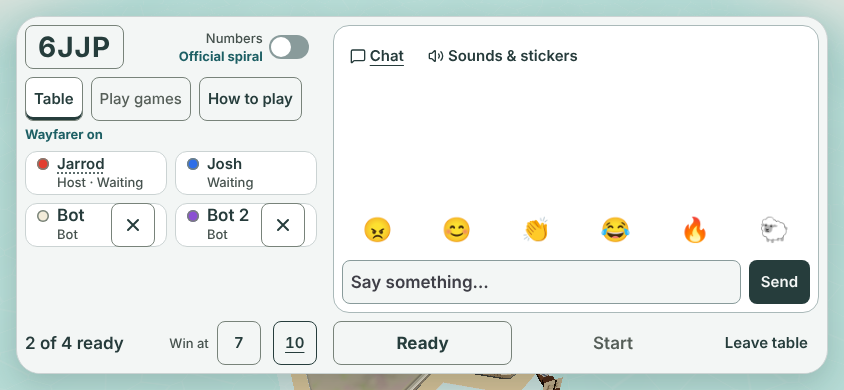 6JJP
Numbers
Official spiral
Table
Play games
How to play
Wayfarer on
Jarrod
Host · Waiting
Josh
Waiting
Bot
Bot
Bot 2
Bot
2 of 4 ready
Win at
7
10
Chat
Sounds & stickers
Say something...
Send
Ready
Start
Leave table